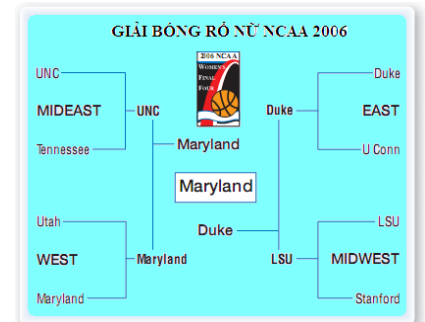 GIẢI BÓNG RỔ NỮ NCAA 2006
2006 NCAA
WOMEN'S
FINAL
FOUR
UNC
Duke
MIDEAST
UNC
Duke
EAST
Tennessee
Maryland
U Conn
Maryland
Utah
Duke
LSU
WEST
Maryland
LSU
MIDWEST
Maryland
Stanford